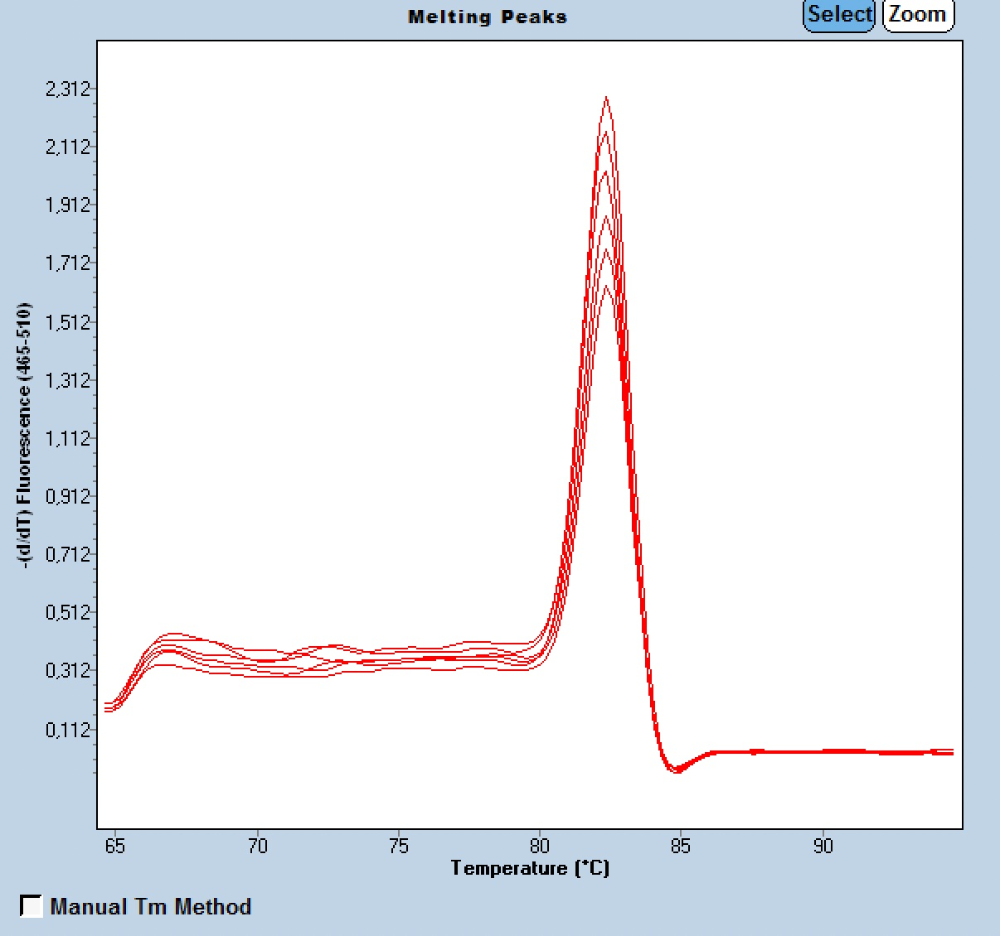 Melting Peaks
Select
Zoom
2,312
2,112
1,912
1,712
1,512
1,312
1,112
0,912
0,712
0,512
0,312
0,112
-(d/dT) Fluorescence (465-510)
65 70 75 80 85 90
Temperature (°C)
Manual Tm Method